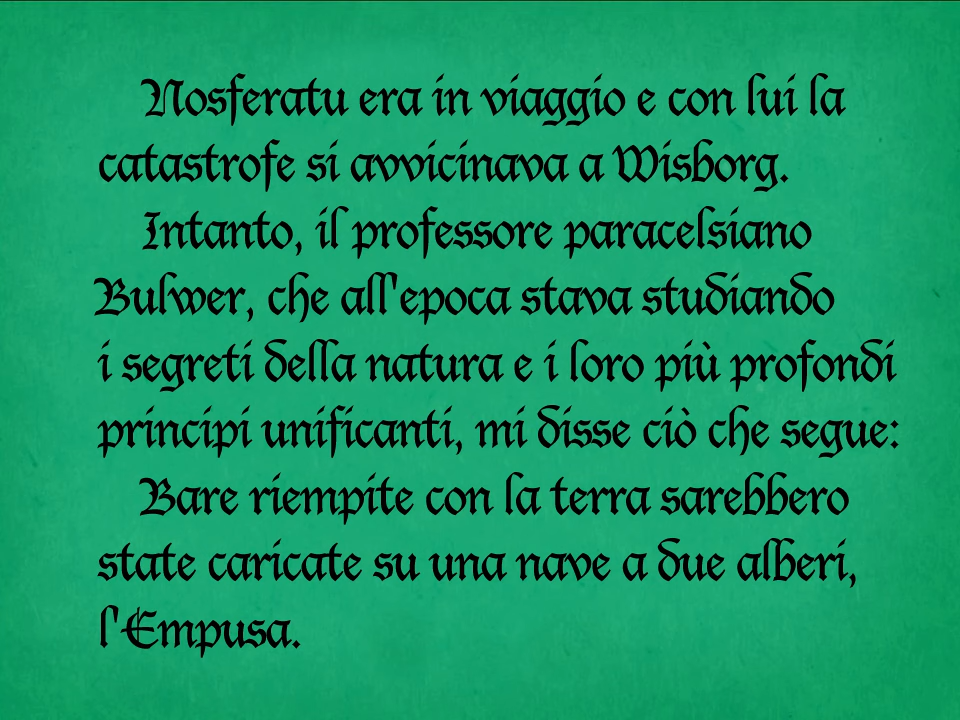 Nosferatu era in viaggio e con lui la
catastrofe si avvicinava a Wisborg.
Intanto, il professore paracelsiano
Bulwer, che all'epoca stava studiando
i segreti della natura e i loro più profondi
principi unificanti, mi disse ciò che segue:
Bare riempite con la terra sarebbero
state caricate su una nave a due alberi,
l'Empusa.